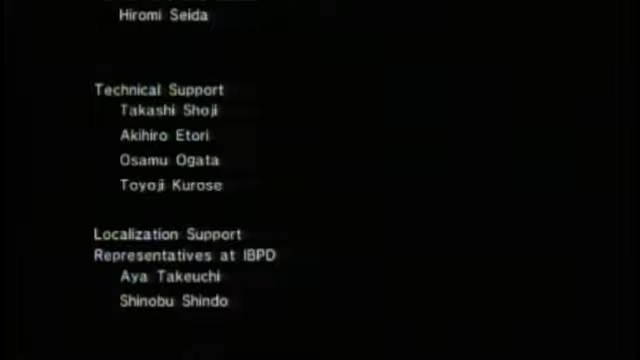 Hiromi Seida
Technical Support
Takashi Shoji
Akihiro Etori
Osamu Ogata
Toyoji Kurose
Localization Support
Representatives at IBPD
Aya Takeuchi
Shinobu Shindo